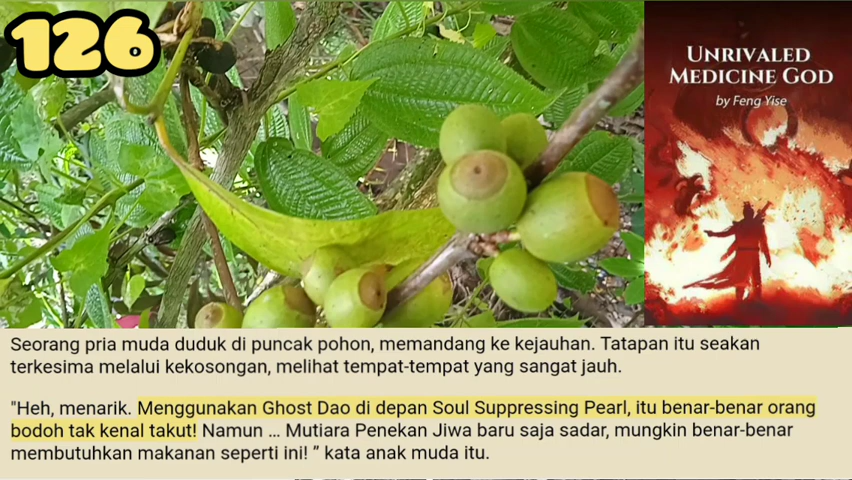 126
UNRIVALED
MEDICINE GOD
by Feng Yise
Seorang pria muda duduk di puncak pohon, memandang ke kejauhan. Tatapan itu seakan
terkesima melalui kekosongan, melihat tempat-tempat yang sangat jauh.
"Heh, menarik. Menggunakan Ghost Dao di depan Soul Suppressing Pearl, itu benar-benar orang
bodoh tak kenal takut! Namun … Mutiara Penekan Jiwa baru saja sadar, mungkin benar-benar
membutuhkan makanan seperti ini! ” kata anak muda itu.